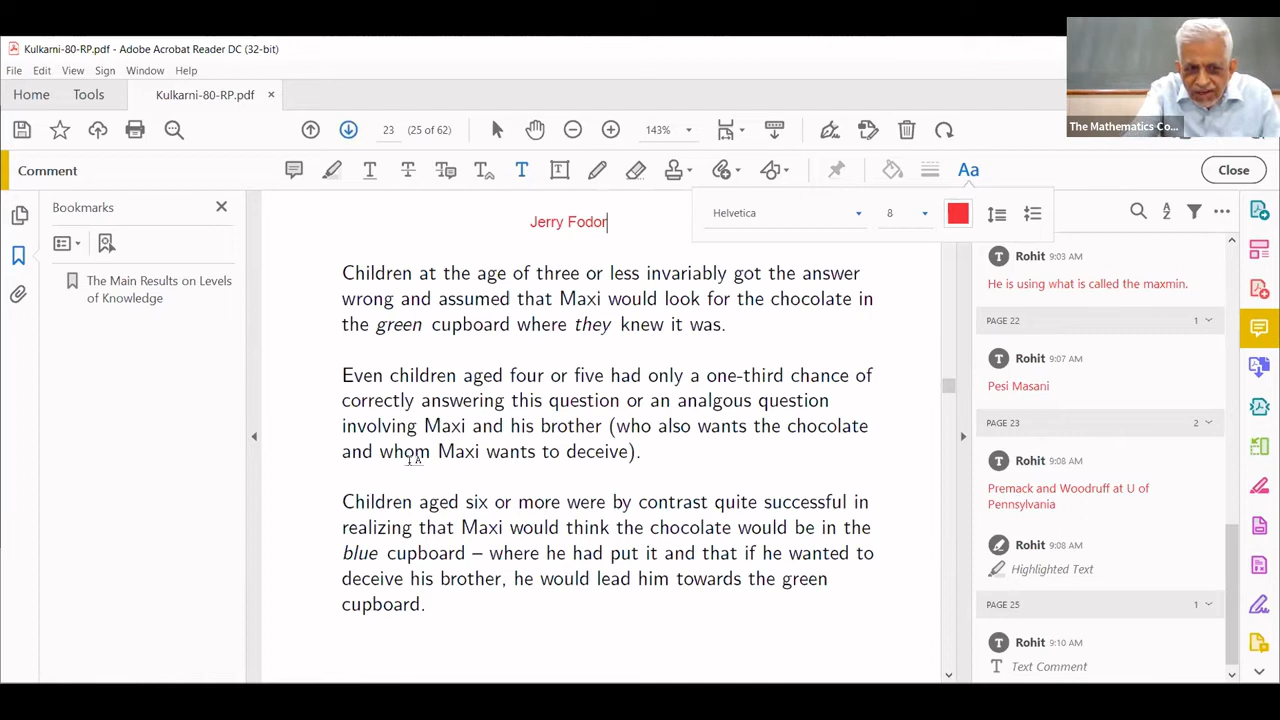 Kulkarni-80-RP.pdf - Adobe Acrobat Reader DC (32-bit)
File Edit View Sign Window Help
Home Tools Kulkarni-80-RP.pdf ×
23 (25 of 62) 143%
The Mathematics Co...
Comment
Close
Bookmarks
Helvetica 8
The Main Results on Levels
of Knowledge
Jerry Fodor
Children at the age of three or less invariably got the answer
wrong and assumed that Maxi would look for the chocolate in
the green cupboard where they knew it was.
Even children aged four or five had only a one-third chance of
correctly answering this question or an analgous question
involving Maxi and his brother (who also wants the chocolate
and whom Maxi wants to deceive).
Children aged six or more were by contrast quite successful in
realizing that Maxi would think the chocolate would be in the
blue cupboard – where he had put it and that if he wanted to
deceive his brother, he would lead him towards the green
cupboard.
Rohit 9:03 AM
He is using what is called the maxmin.
PAGE 22 1
Rohit 9:07 AM
Pesi Masani
PAGE 23 2
Rohit 9:08 AM
Premack and Woodruff at U of
Pennsylvania
Rohit 9:08 AM
Highlighted Text
PAGE 25 1
Rohit 9:10 AM
Text Comment